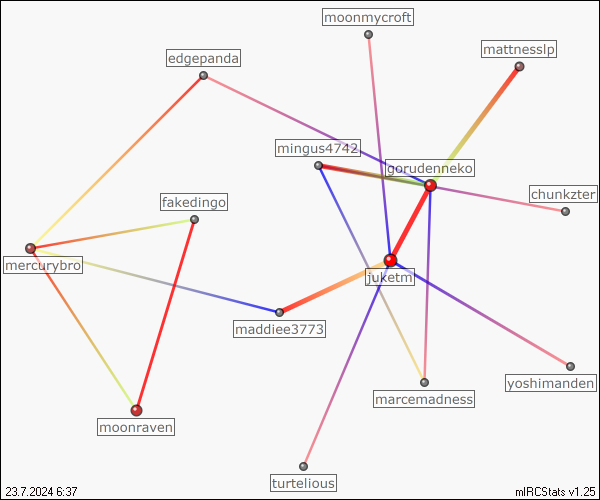 moonmycroft
mattnesslp
edgepanda
mingus4742
gorudenneko
chunkzter
fakedingo
mercurybro
juketm
maddiee3773
yoshimanden
marcemadness
moonraven
turtelious
23.7.2024 6:37
mIRCStats v1.25